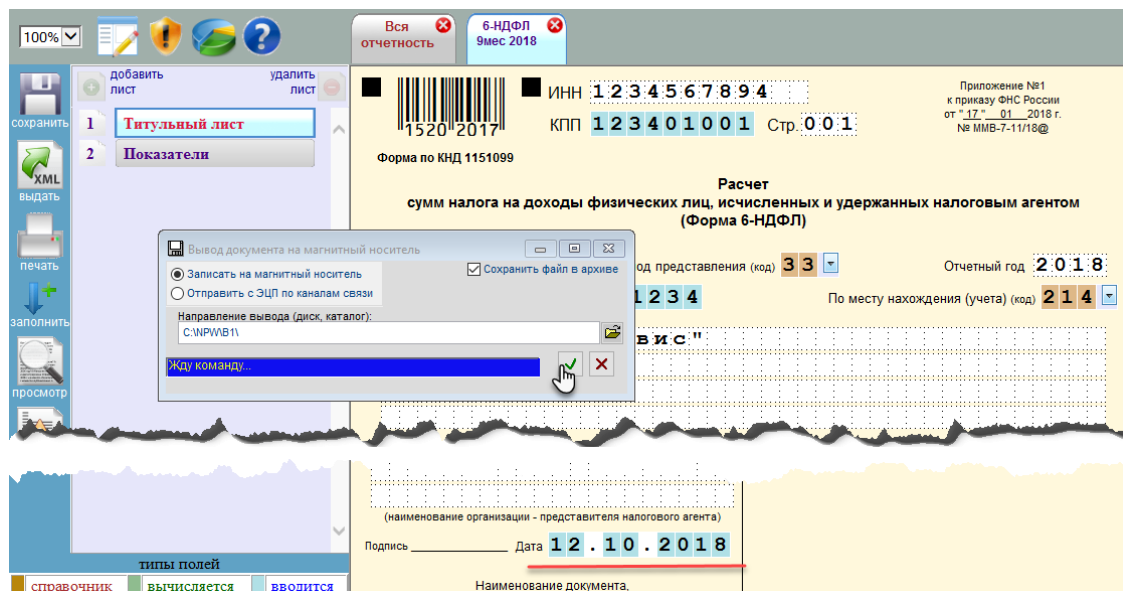 100%
Вся отчетность
6-НДФЛ
9мес 2018
сохранить
XML
выдать
печать
заполнить
просмотр
добавить лист
удалить лист
1 Титульный лист
2 Показатели
1520 2017
ИНН 1234567894
КПП 123401001 Стр. 001
Приложение №1
к приказу ФНС России
от " 17 " 01 2018 г.
№ ММВ-7-11/18@
Форма по КНД 1151099
Расчет
сумм налога на доходы физических лиц, исчисленных и удержанных налоговым агентом
(Форма 6-НДФЛ)
од представления (код) 33
Отчетный год 2018
1234
По месту нахождения (учета) (код) 214
вис"
Вывод документа на магнитный носитель
Записать на магнитный носитель
Сохранить файл в архиве
Отправить с ЭЦП по каналам связи
Направление вывода (диск, каталог):
C:\NPW\B1\
Жду команду...
(наименование организации - представителя налогового агента)
Подпись Дата 12.10.2018
Наименование документа,
типы полей
справочник вычисляется вводится